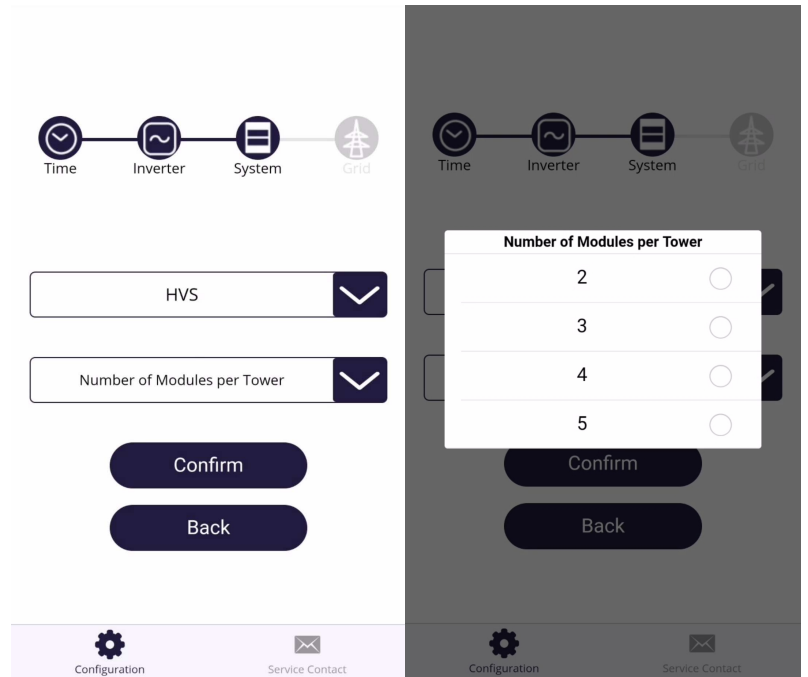 Time Inverter System Grid
HVS
Number of Modules per Tower
Confirm
Back
Configuration Service Contact
Time Inverter System Grid
Number of Modules per Tower
2
3
4
5
Confirm
Back
Configuration Service Contact